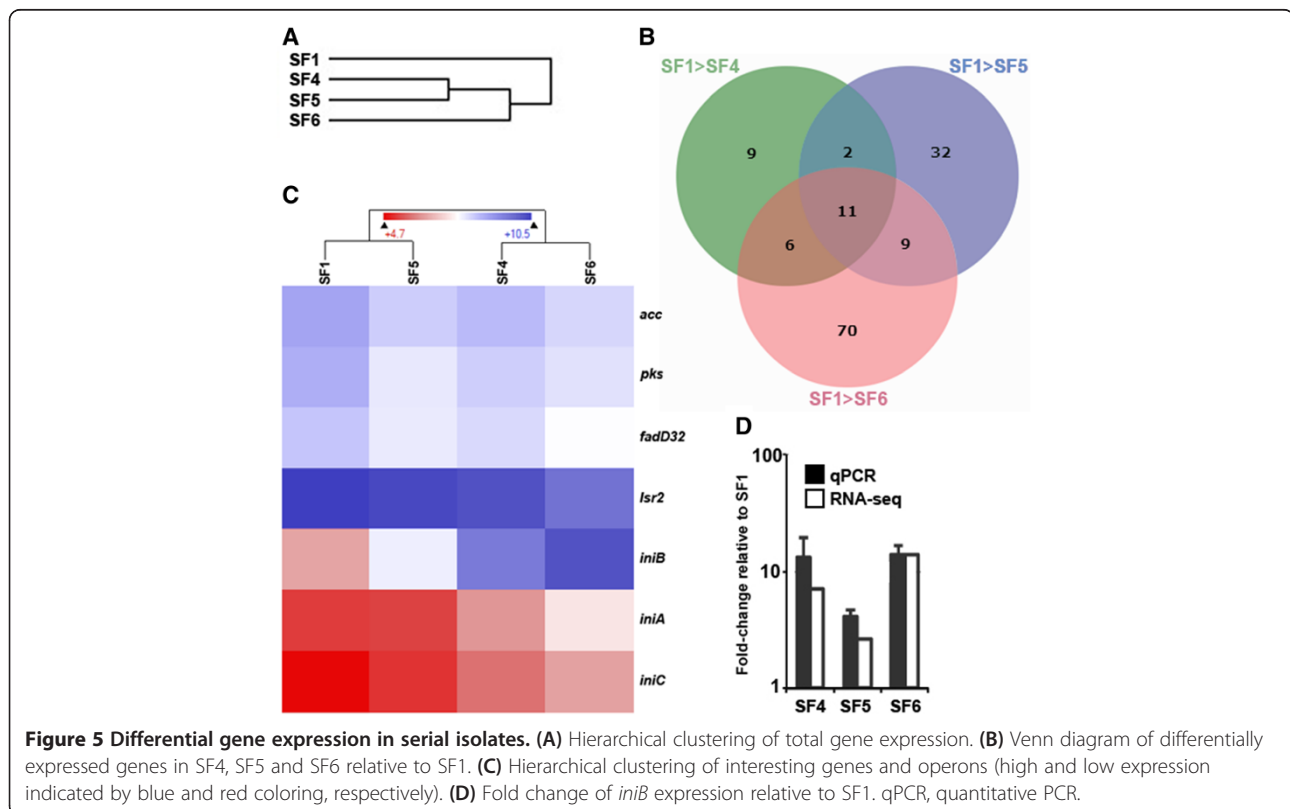 A
SF1
SF4
SF5
SF6
B
SF1>SF4
SF1>SF5
9
2
32
11
6
9
70
SF1>SF6
C
+4.7
+10.5
SF1
SF5
SF4
SF6
acc
pks
fadD32
lsr2
iniB
iniA
iniC
D
Fold-change relative to SF1
100
10
1
qPCR
RNA-seq
SF4
SF5
SF6
Figure 5 Differential gene expression in serial isolates. (A) Hierarchical clustering of total gene expression. (B) Venn diagram of differentially
expressed genes in SF4, SF5 and SF6 relative to SF1. (C) Hierarchical clustering of interesting genes and operons (high and low expression
indicated by blue and red coloring, respectively). (D) Fold change of iniB expression relative to SF1. qPCR, quantitative PCR.